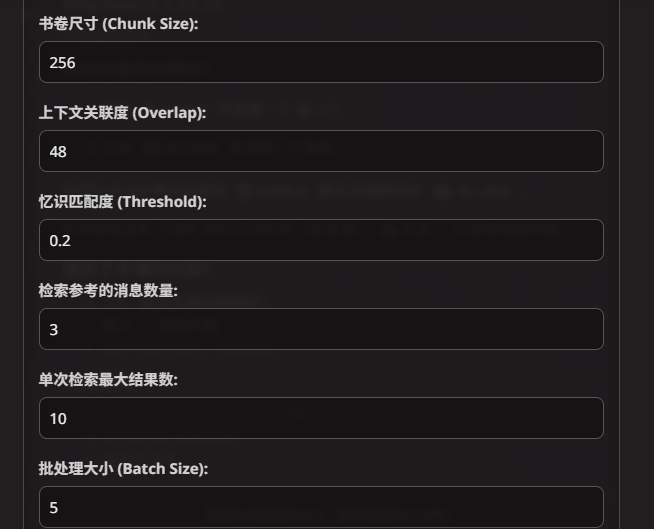 书卷尺寸 (Chunk Size):
256
上下文关联度 (Overlap):
48
忆识匹配度 (Threshold):
0.2
检索参考的消息数量:
3
单次检索最大结果数:
10
批处理大小 (Batch Size):
5